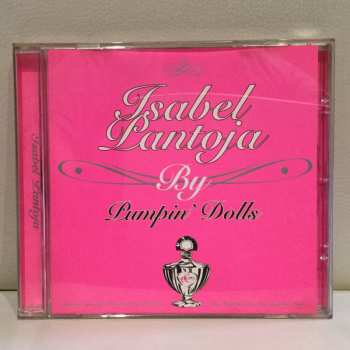 Isabel
Pantoja
By
Pumpin' Dolls
Isabel Pantoja